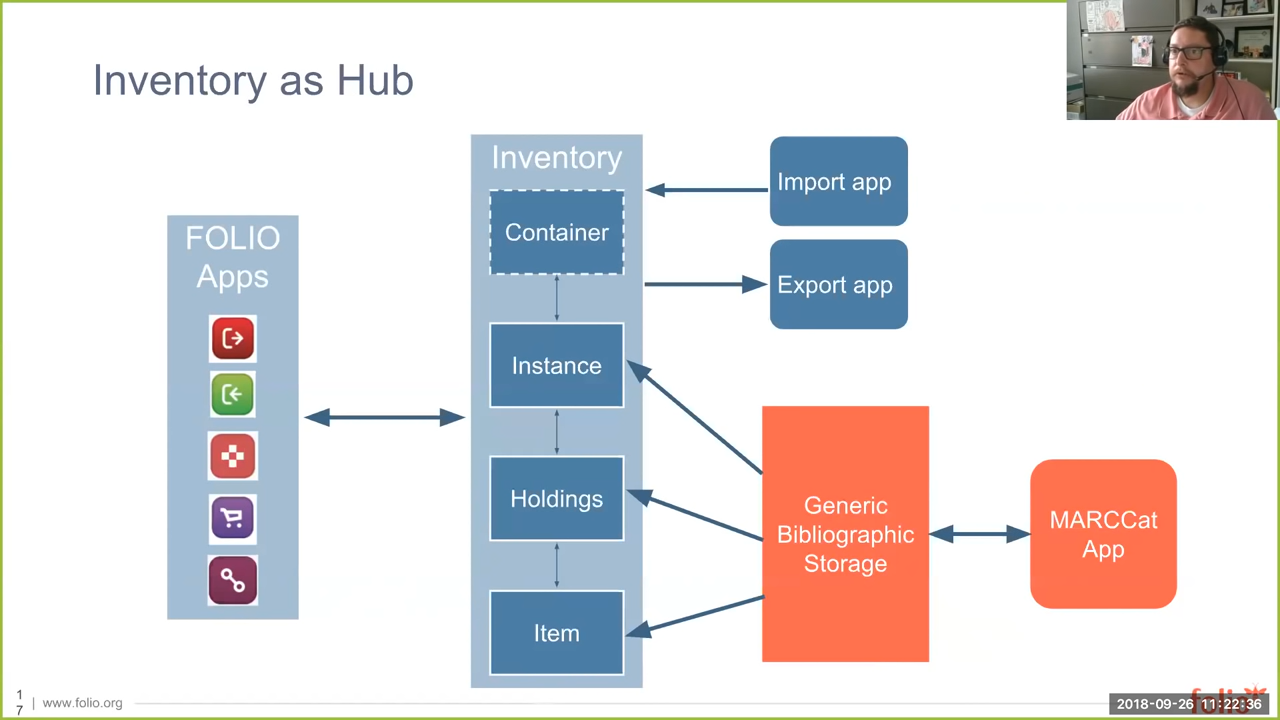 Inventory as Hub
FOLIO
Apps
Inventory
Container
Instance
Holdings
Item
Import app
Export app
Generic
Bibliographic
Storage
MARCCat
App
1
7
| www.folio.org
folio
2018-09-26 11:22:36